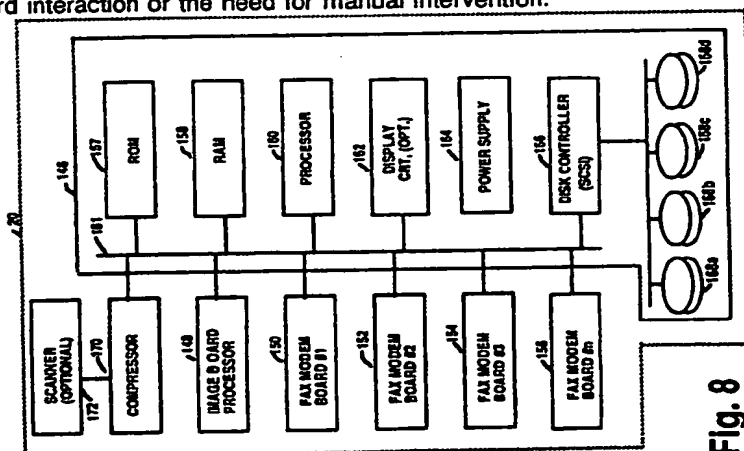 rd interaction or the need for manual intervention.
20
146
157
ROM
158
RAM
160
PROCESSOR
162
DISPLAY
CRT, (OPT.)
164
POWER SUPPLY
166
DISK CONTROLLER
(SCSI)
168d
168c
168b
168a
161
SCANNER
(OPTIONAL)
172
170
COMPRESSOR
148
IMAGE BOARD
PROCESSOR
150
FAX MODEM
BOARD #1
152
FAX MODEM
BOARD #2
154
FAX MODEM
BOARD #3
156
FAX MODEM
BOARD #n
Fig. 8